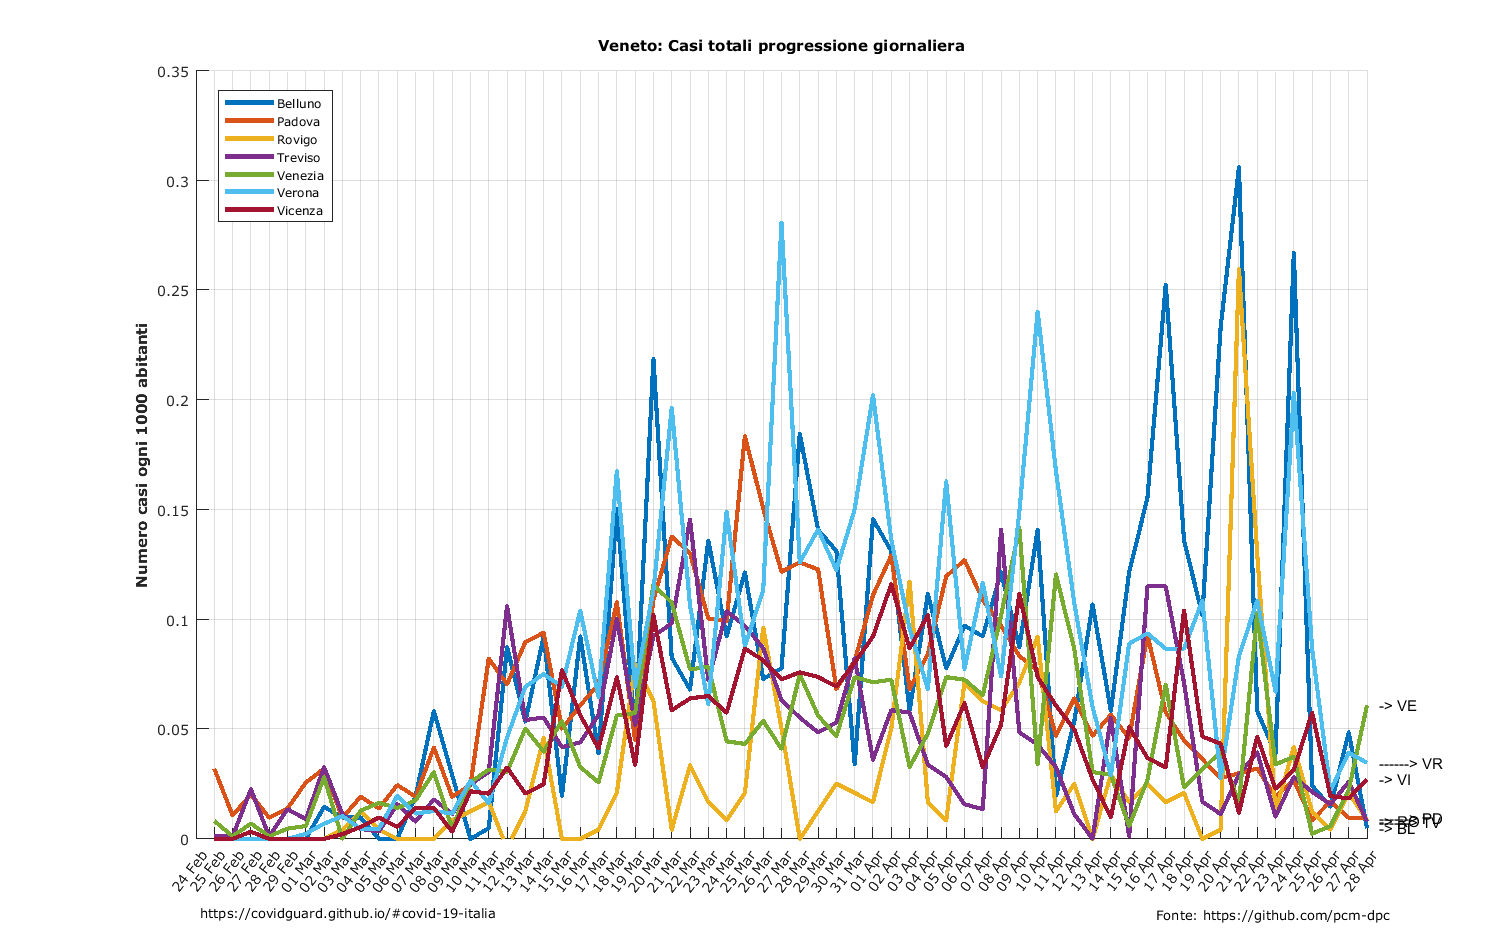 Veneto: Casi totali progressione giornaliera
Numero casi ogni 1000 abitanti
0.35
0.3
0.25
0.2
0.15
0.1
0.05
0
Belluno
Padova
Rovigo
Treviso
Venezia
Verona
Vicenza
-> VE
------> VR
-> VI
PD
TV
-> BL
24 Feb
25 Feb
26 Feb
27 Feb
28 Feb
29 Feb
01 Mar
02 Mar
03 Mar
04 Mar
05 Mar
06 Mar
07 Mar
08 Mar
09 Mar
10 Mar
11 Mar
12 Mar
13 Mar
14 Mar
15 Mar
16 Mar
17 Mar
18 Mar
19 Mar
20 Mar
21 Mar
22 Mar
23 Mar
24 Mar
25 Mar
26 Mar
27 Mar
28 Mar
29 Mar
30 Mar
31 Mar
01 Apr
02 Apr
03 Apr
04 Apr
05 Apr
06 Apr
07 Apr
08 Apr
09 Apr
10 Apr
11 Apr
12 Apr
13 Apr
14 Apr
15 Apr
16 Apr
17 Apr
18 Apr
19 Apr
20 Apr
21 Apr
22 Apr
23 Apr
24 Apr
25 Apr
26 Apr
27 Apr
28 Apr
https://covidguard.github.io/#covid-19-italia
Fonte: https://github.com/pcm-dpc